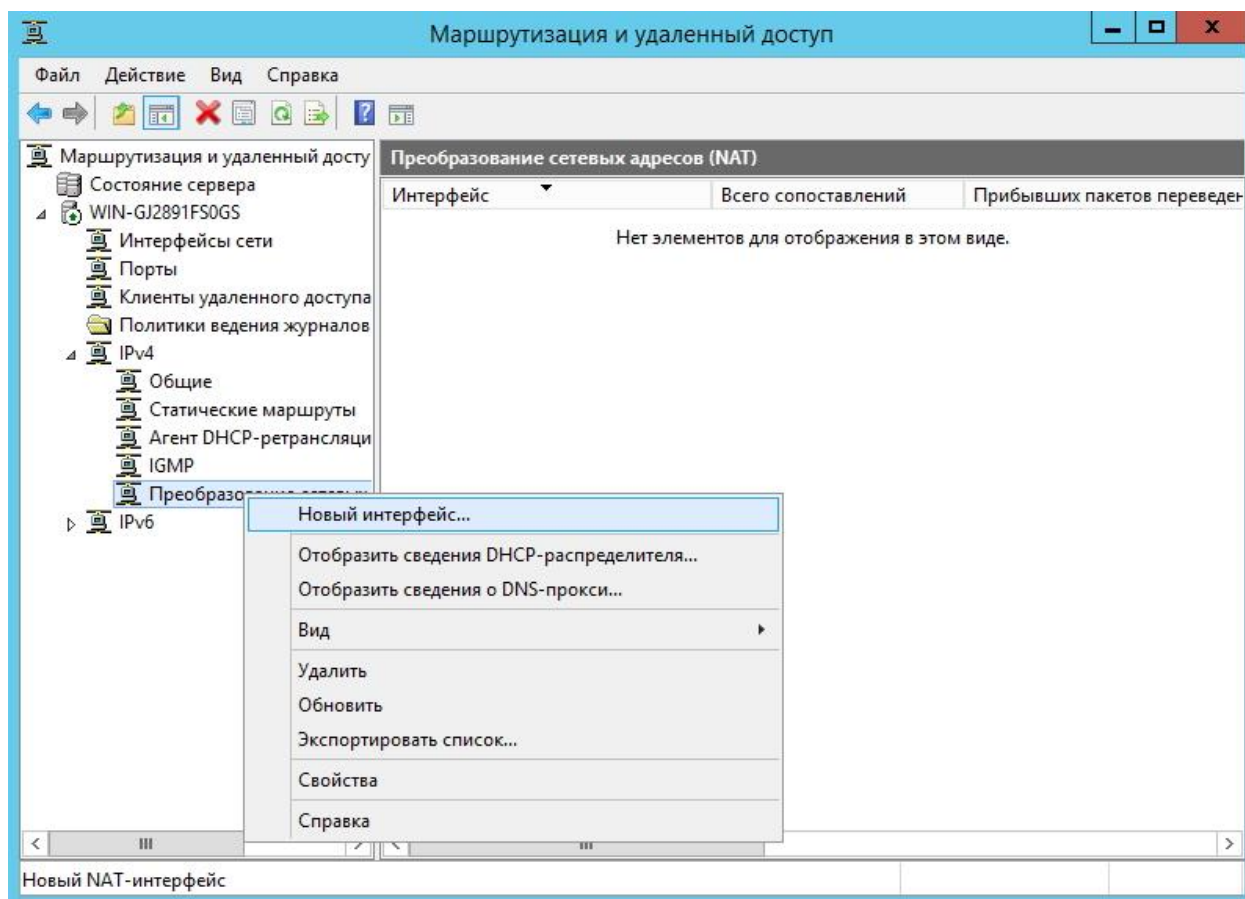 Маршрутизация и удаленный доступ
Файл Действие Вид Справка
Маршрутизация и удаленный досту
Состояние сервера
WIN-GJ2891FS0GS
Интерфейсы сети
Порты
Клиенты удаленного доступа
Политики ведения журналов
IPv4
Общие
Статические маршруты
Агент DHCP-ретрансляци
IGMP
IPv6
Преобразование сетевых адресов (NAT)
Интерфейс Всего сопоставлений Прибывших пакетов переведен
Нет элементов для отображения в этом виде.
Новый интерфейс...
Отобразить сведения DHCP-распределителя...
Отобразить сведения о DNS-прокси...
Вид
Удалить
Обновить
Экспортировать список...
Свойства
Справка
Новый NAT-интерфейс